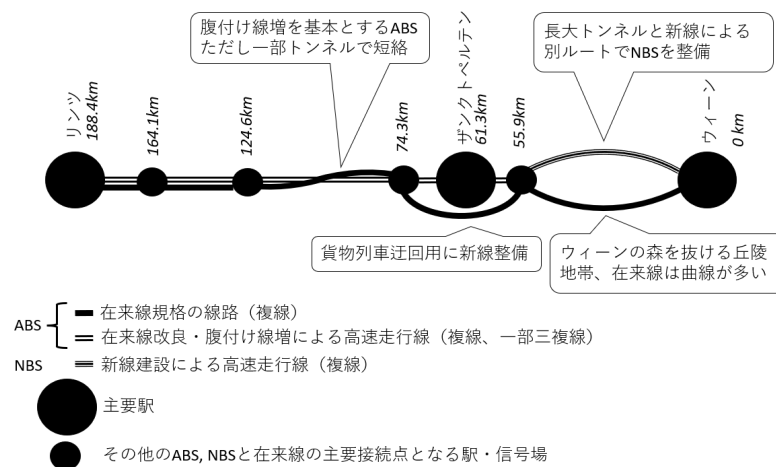 腹付け線増を基本とするABS
ただし一部トンネルで短絡
長大トンネルと新線による
別ルートでNBSを整備
リンツ
188.4km
164.1km
124.6km
74.3km
ザンクトペルテン
61.3km
55.9km
ウィーン
0 km
貨物列車迂回用に新線整備
ウィーンの森を抜ける丘陵
地帯、在来線は曲線が多い
ABS
在来線規格の線路（複線）
在来線改良・腹付け線増による高速走行線（複線、一部三複線）
NBS 新線建設による高速走行線（複線）
主要駅
その他のABS, NBSと在来線の主要接続点となる駅・信号場